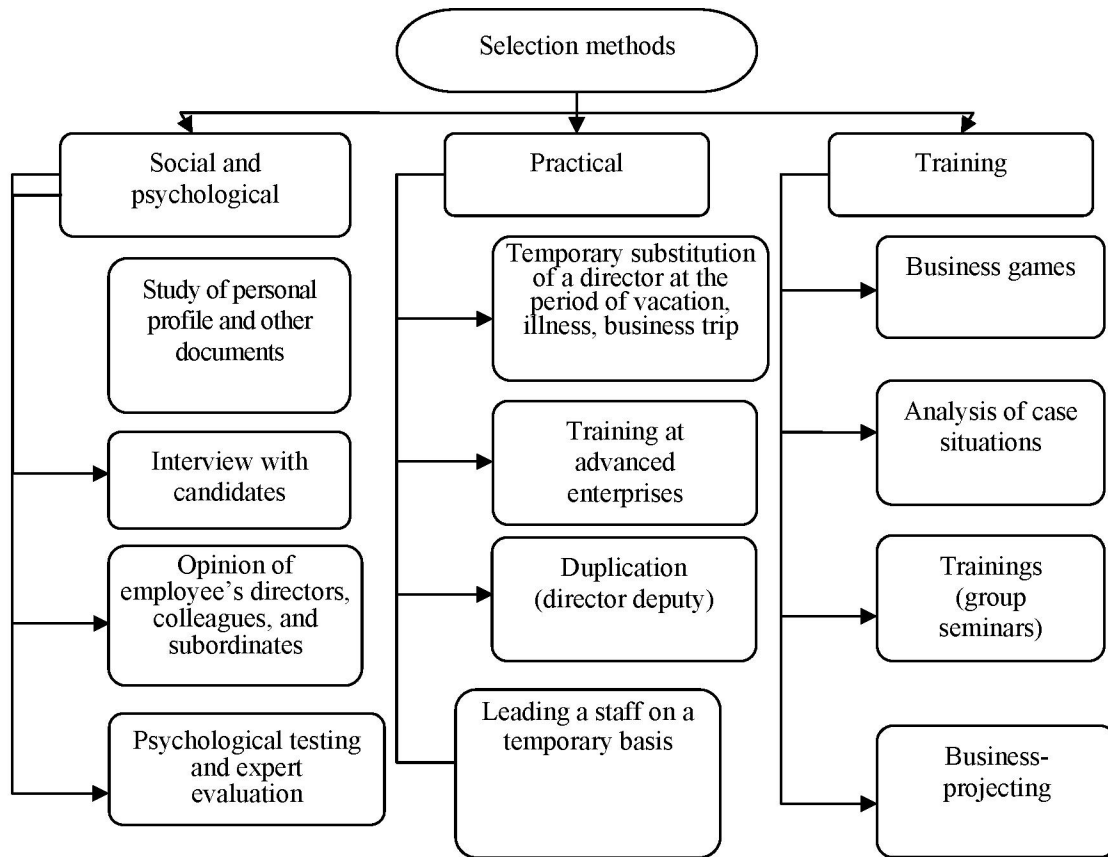 Selection methods
Social and
psychological
Study of personal
profile and other
documents
Interview with
candidates
Opinion of
employee’s directors,
colleagues, and
subordinates
Psychological testing
and expert
evaluation
Practical
Temporary substitution
of a director at the
period of vacation,
illness, business trip
Training at
advanced
enterprises
Duplication
(director deputy)
Leading a staff on a
temporary basis
Training
Business games
Analysis of case
situations
Trainings
(group
seminars)
Business-
projecting